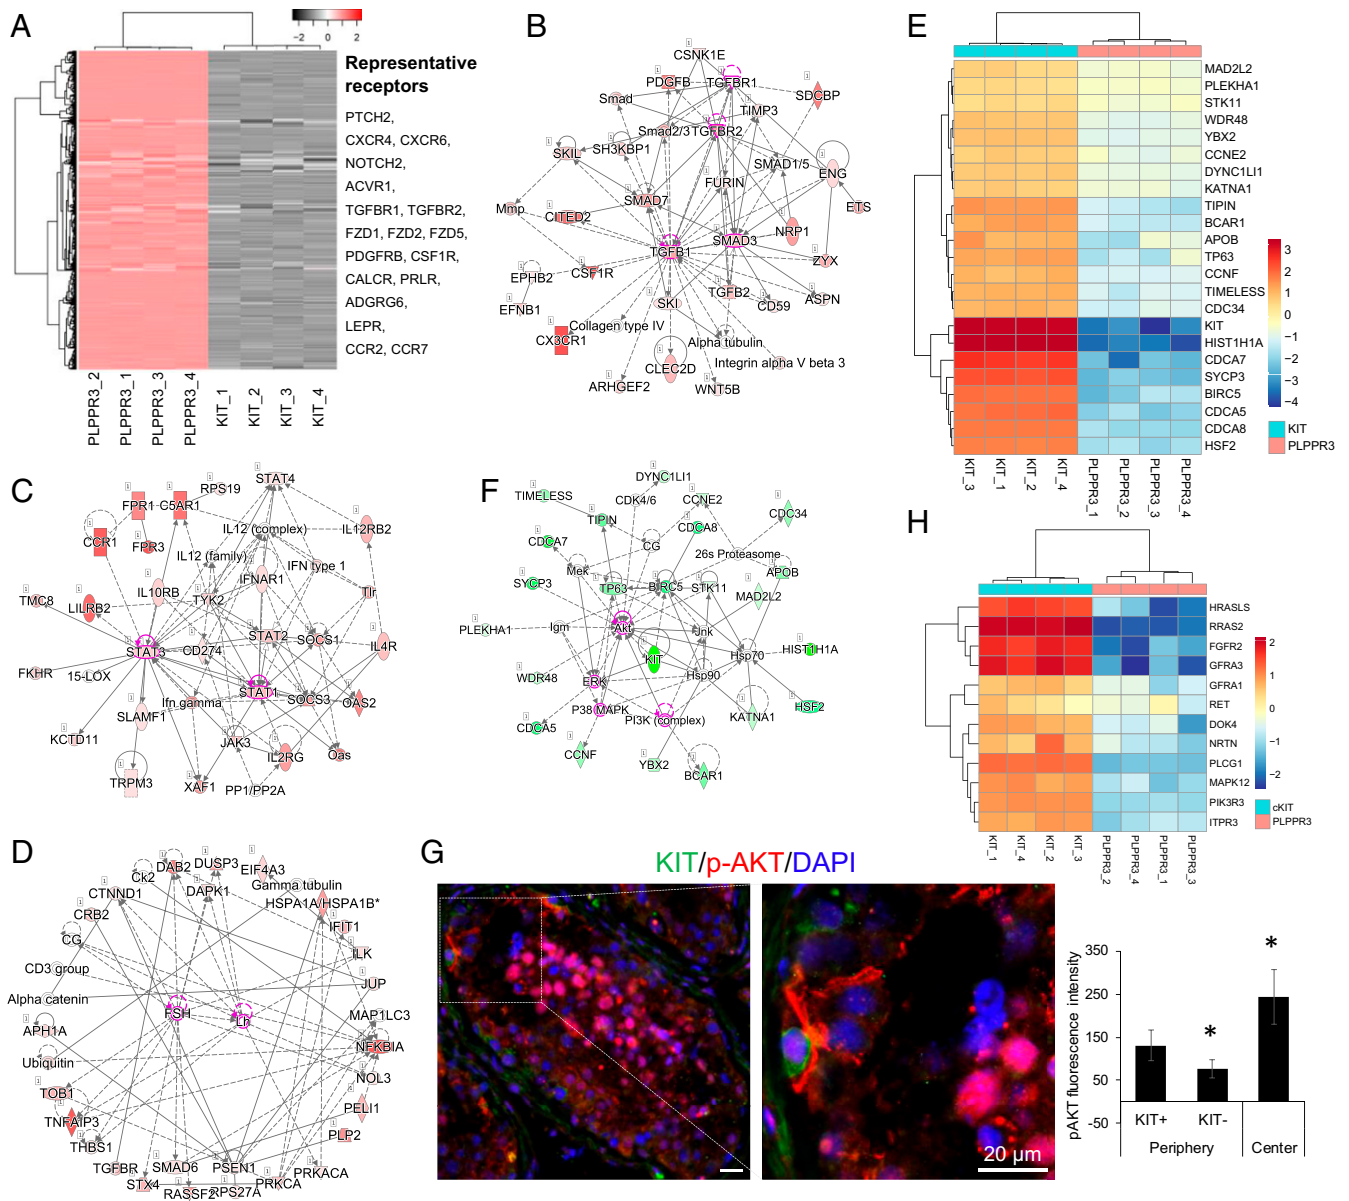 A
−2 0 2
Representative
receptors
PTCH2,
CXCR4, CXCR6,
NOTCH2,
ACVR1,
TGFBR1, TGFBR2,
FZD1, FZD2, FZD5,
PDGFRB, CSF1R,
CALCR, PRLR,
ADGRG6,
LEPR,
CCR2, CCR7
PLPPR3_2
PLPPR3_1
PLPPR3_3
PLPPR3_4
KIT_1
KIT_2
KIT_3
KIT_4
B
CSNK1E
PDGFB
TGFBR1
SDCBP
Smad
TIMP3
Smad2/3
TGFBR2
SH3KBP1
SKIL
SMAD1/5
ENG
FURIN
SMAD7
Mmp
CITED2
ETS
NRP1
SMAD3
TGFB1
ZYX
EPHB2
CSF1R
TGFB2
ASPN
SKI
CD59
EFNB1
Collagen type IV
CX3CR1
Alpha tubulin
Integrin alpha V beta 3
CLEC2D
ARHGEF2
WNT5B
E
MAD2L2
PLEKHA1
STK11
WDR48
YBX2
CCNE2
DYNC1LI1
KATNA1
TIPIN
BCAR1
APOB
TP63
CCNF
TIMELESS
CDC34
KIT
HIST1H1A
CDCA7
SYCP3
BIRC5
CDCA5
CDCA8
HSF2
3
2
1
0
−1
−2
−3
−4
KIT
PLPPR3
KIT_3
KIT_1
KIT_2
KIT_4
PLPPR3_1
PLPPR3_2
PLPPR3_3
PLPPR3_4
C
STAT4
RPS19
FPR1
C5AR1
IL12 (complex)
IL12RB2
CCR1
FPR3
IL12 (family)
IFN type 1
IFNAR1
IL10RB
Tlr
TMC8
LILRB2
TYK2
STAT2
SOCS1
STAT3
CD274
IL4R
FKHR
15-LOX
STAT1
Ifn gamma
SOCS3
OAS2
SLAMF1
KCTD11
JAK3
IL2RG
Oas
TRPM3
XAF1
PP1/PP2A
F
DYNC1LI1
TIMELESS
CDK4/6
CCNE2
CDC34
TIPIN
CDCA8
CDCA7
CG
26s Proteasome
Mek
APOB
SYCP3
TP63
BIRC5
STK11
MAD2L2
PLEKHA1
Igm
Akt
Jnk
HIST1H1A
KIT
Hsp70
WDR48
ERK
Hsp90
P38 MAPK
PI3K (complex)
KATNA1
HSF2
CDCA5
CCNF
YBX2
BCAR1
H
HRASLS
RRAS2
FGFR2
GFRA3
GFRA1
RET
DOK4
NRTN
PLCG1
MAPK12
PIK3R3
ITPR3
2
1
0
−1
−2
cKIT
PLPPR3
KIT_1
KIT_4
KIT_2
KIT_3
PLPPR3_2
PLPPR3_4
PLPPR3_1
PLPPR3_3
D
DAB2
DUSP3
EIF4A3
Ck2
Gamma tubulin
CTNND1
DAPK1
HSPA1A/HSPA1B*
CRB2
IFIT1
CG
ILK
CD3 group
JUP
Alpha catenin
MAP1LC3
FSH
Lh
APH1A
NFKBIA
Ubiquitin
NOL3
TOB1
PELI1
TNFAIP3
PLP2
THBS1
TGFBR
SMAD6
PSEN1
PRKACA
STX4
PRKCA
RASSF2
RPS27A
G
KIT/p-AKT/DAPI
20 µm
pAKT fluorescence intensity
350
250
150
50
-50
*
*
KIT+
KIT-
Periphery
Center